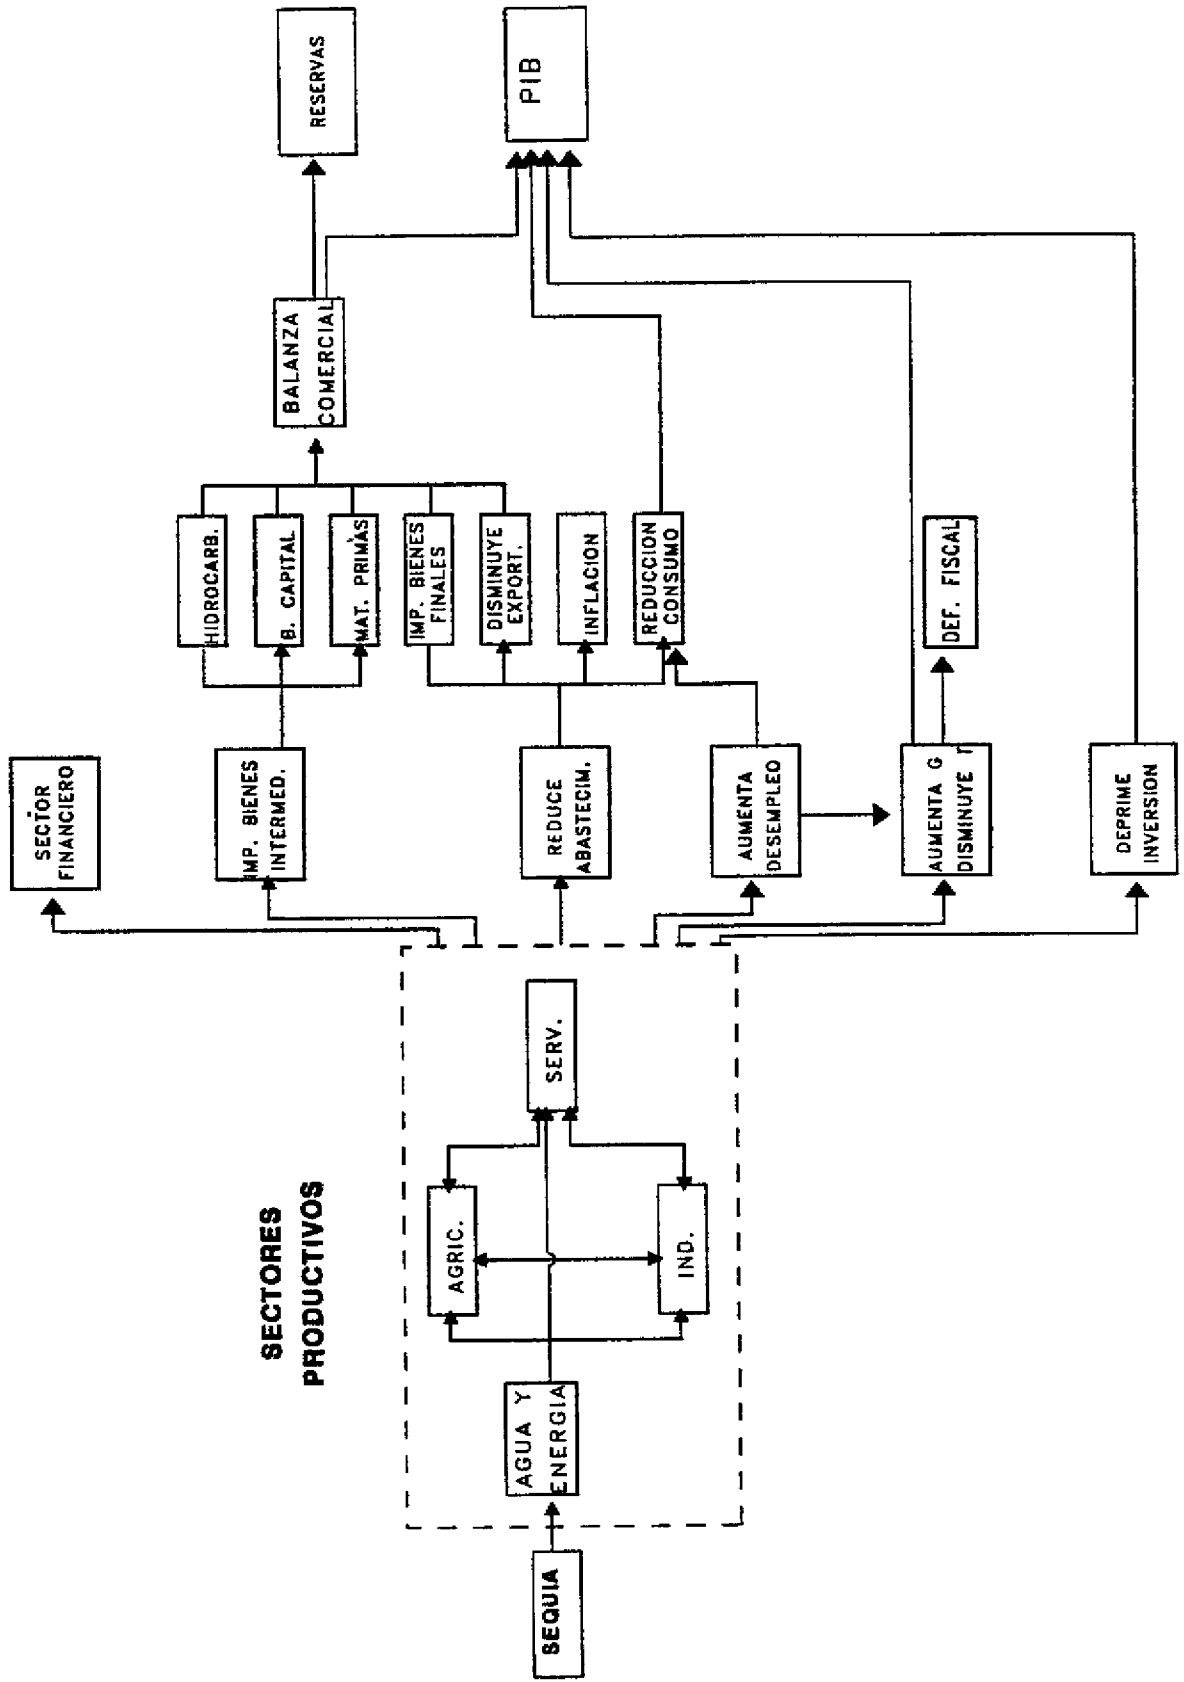 SEQUIA
SECTORES
PRODUCTIVOS
AGUA Y
ENERGIA
AGRIC.
IND.
SERV.
SECTOR
FINANCIERO
IMP. BIENES
INTERMED.
REDUCE
ABASTECIM.
AUMENTA
DESEMPLEO
AUMENTA G
DISMINUYE T
DEPRIME
INVERSION
HIDROCARB.
B. CAPITAL
MAT. PRIMAS
IMP. BIENES
FINALES
DISMINUYE
EXPORT.
INFLACION
REDUCCION
CONSUMO
DEF. FISCAL
BALANZA
COMERCIAL
RESERVAS
PIB